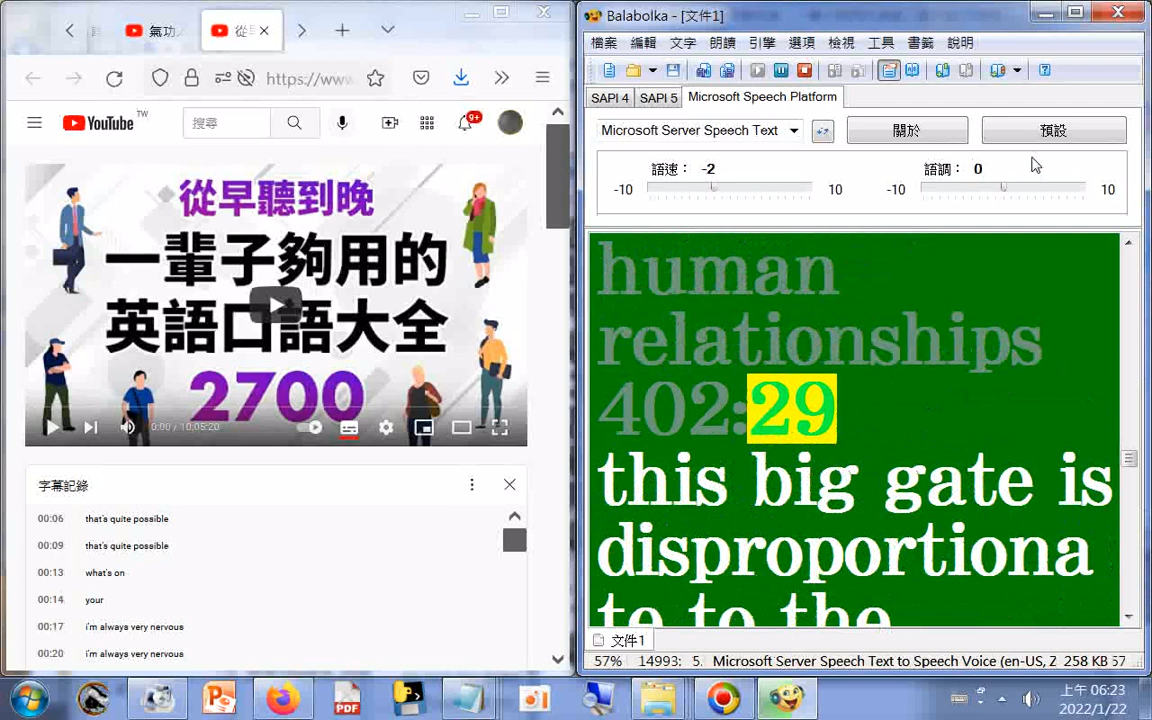 氣功
從
https://www
YouTube TW
搜尋
9+
從早聽到晚
一輩子夠用的
英語口語大全
2700
0:00 / 10:05:20
字幕記錄
00:06 that's quite possible
00:09 that's quite possible
00:13 what's on
00:14 your
00:17 i'm always very nervous
00:20 i'm always very nervous
Balabolka - [文件1]
檔案 編輯 文字 朗讀 引擎 選項 檢視 工具 書籤 說明
SAPI 4 SAPI 5 Microsoft Speech Platform
Microsoft Server Speech Text 關於 預設
語速： -2 語調： 0
-10 10 -10 10
human
relationships
402:29
this big gate is
disproportiona
te to the
文件1
57% 14993: 5. Microsoft Server Speech Text to Speech Voice (en-US, Z 258 KB 57
PDF
上午 06:23
2022/1/22